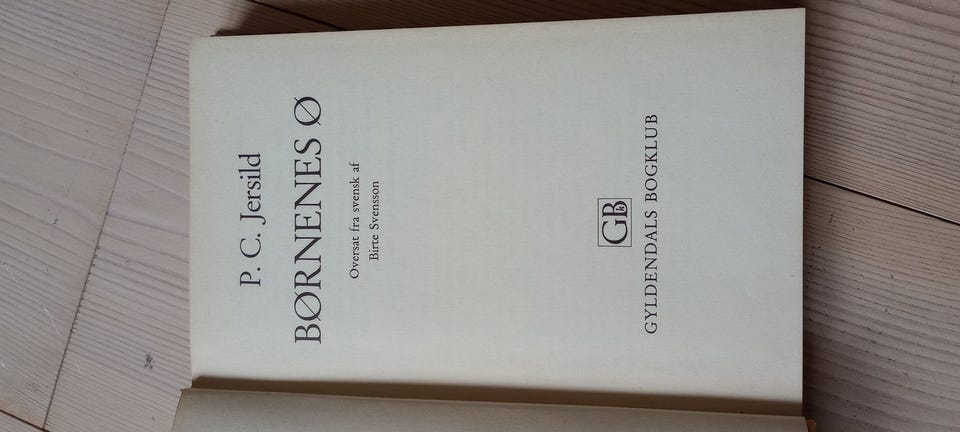 P. C. Jersild
BØRNENES Ø
Oversat fra svensk af
Birte Svensson
GB
GYLDENDALS BOGKLUB